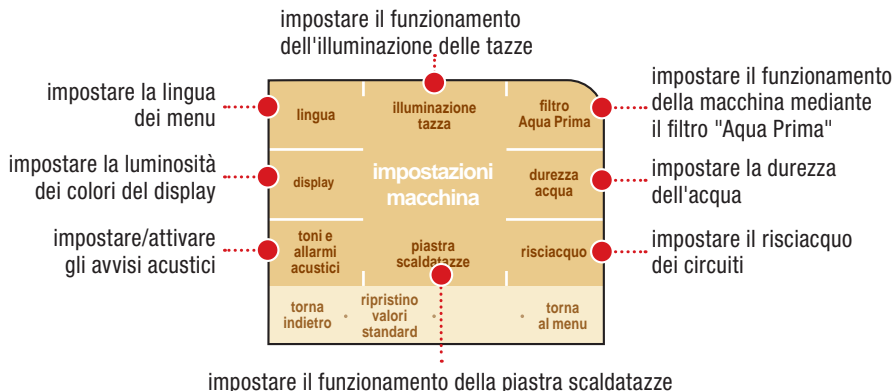 impostare il funzionamento
dell'illuminazione delle tazze
impostare la lingua
dei menu
impostare la luminosità
dei colori del display
impostare/attivare
gli avvisi acustici
lingua
illuminazione
tazza
filtro
Aqua Prima
display
impostazioni
macchina
durezza
acqua
toni e
allarmi
acustici
piastra
scaldatazze
risciacquo
torna
indietro
ripristino
valori
standard
torna
al menu
impostare il funzionamento
della macchina mediante
il filtro "Aqua Prima"
impostare la durezza
dell'acqua
impostare il risciacquo
dei circuiti
impostare il funzionamento della piastra scaldatazze